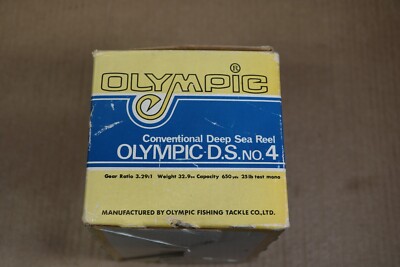 OLYMPIC®
Conventional Deep Sea Reel
OLYMPIC-D.S.NO.4
Gear Ratio 3.29:1 Weight 32.9oz Capacity 650yds 25lb test mono
MANUFACTURED BY OLYMPIC FISHING TACKLE CO.,LTD.